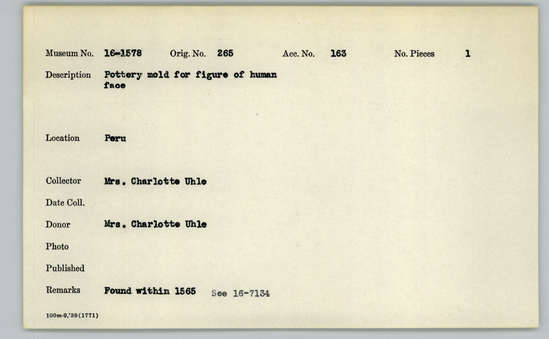 Museum No. 16-1578 Orig. No. 265 Acc. No. 163 No. Pieces 1
Description Pottery mold for figure of human
face
Location Peru
Collector Mrs. Charlotte Uhle
Date Coll.
Donor Mrs. Charlotte Uhle
Photo
Published
Remarks Found within 1565 See 16-7134
100m-8,'39(1771)